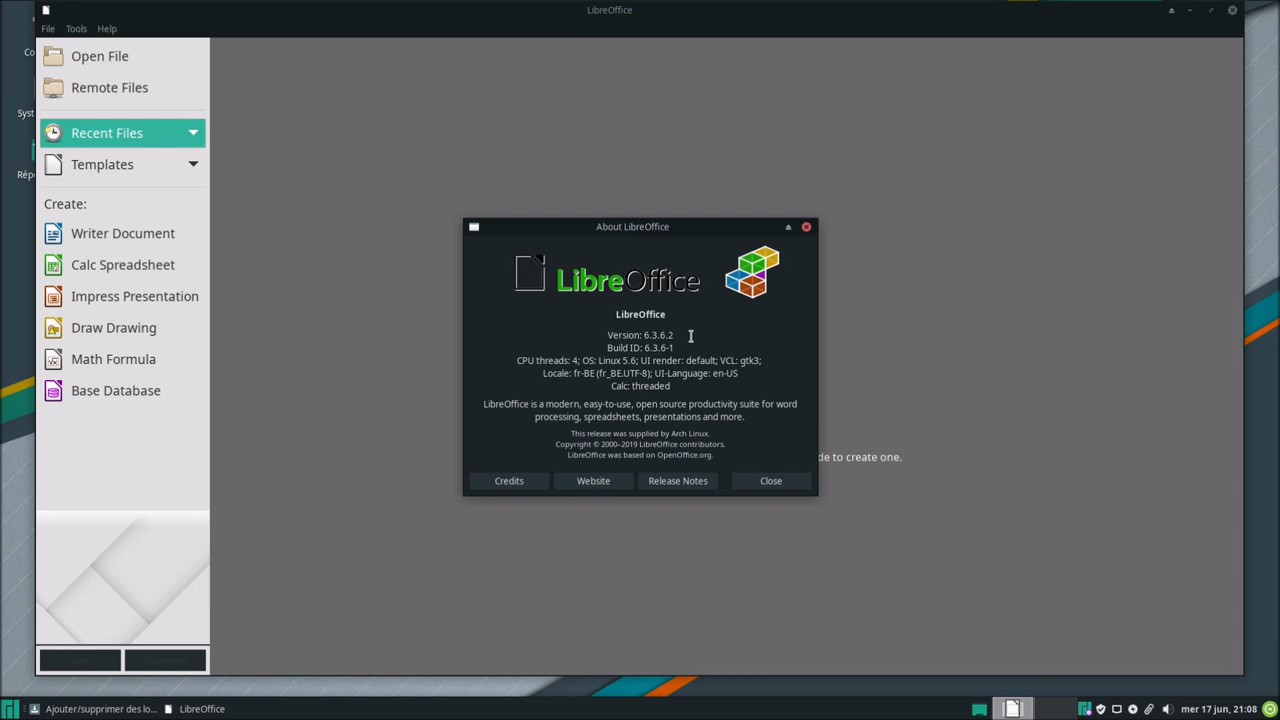 LibreOffice
File Tools Help
Open File
Remote Files
Recent Files
Templates
Create:
Writer Document
Calc Spreadsheet
Impress Presentation
Draw Drawing
Math Formula
Base Database
Co
Syst
Rép
About LibreOffice
LibreOffice
LibreOffice
Version: 6.3.6.2
Build ID: 6.3.6-1
CPU threads: 4; OS: Linux 5.6; UI render: default; VCL: gtk3;
Locale: fr-BE (fr_BE.UTF-8); UI-Language: en-US
Calc: threaded
LibreOffice is a modern, easy-to-use, open source productivity suite for word
processing, spreadsheets, presentations and more.
This release was supplied by Arch Linux.
Copyright © 2000–2019 LibreOffice contributors.
LibreOffice was based on OpenOffice.org.
Credits Website Release Notes Close
de to create one.
Ajouter/supprimer des lo... LibreOffice mer 17 jun, 21:08